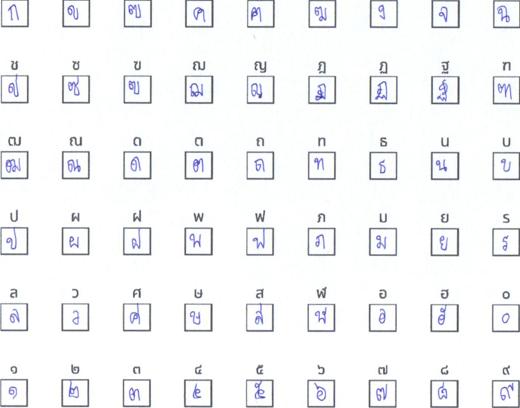 ก ข ฃ ค ฅ ฆ ง จ ฉ
ช ซ ฃ ฌ ญ ฎ ฏ ฐ ฑ
ช ซ ฃ ฌ ญ ฎ ฏ ฐ ฑ
ฒ ณ ด ต ถ ท ธ น บ
ฒ ณ ด ต ถ ท ธ น บ
ป ผ ฝ พ ฟ ภ ม ย ร
ป ผ ฝ พ ฟ ภ ม ย ร
ล ว ศ ษ ส ฬ อ ฮ ๐
ล ว ศ ษ ส ฬ อ ฮ ๐
๑ ๒ ๓ ๔ ๕ ๖ ๗ ๘ ๙
๑ ๒ ๓ ๔ ๕ ๖ ๗ ๘ ๙